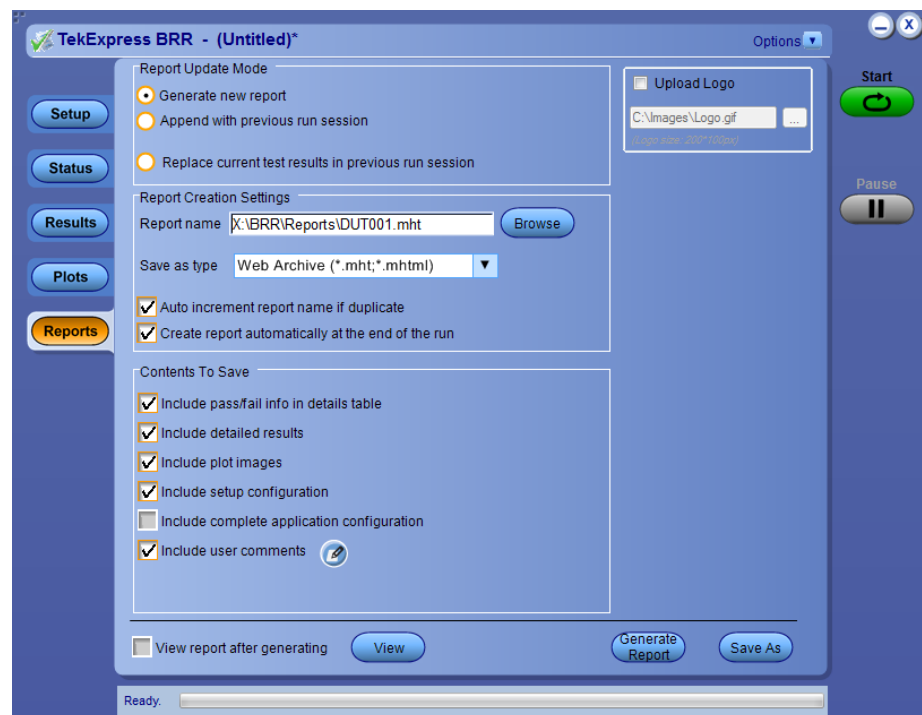 TekExpress BRR - (Untitled)*
Options
Start
Pause
Setup
Status
Results
Plots
Reports
Report Update Mode
Generate new report
Append with previous run session
Replace current test results in previous run session
Upload Logo
C:\Images\Logo.gif
...
(Logo size: 200*100px)
Report Creation Settings
Report name X:\BRR\Reports\DUT001.mht Browse
Save as type Web Archive (*.mht;*.mhtml)
Auto increment report name if duplicate
Create report automatically at the end of the run
Contents To Save
Include pass/fail info in details table
Include detailed results
Include plot images
Include setup configuration
Include complete application configuration
Include user comments
View report after generating View
Generate
Report
Save As
Ready.